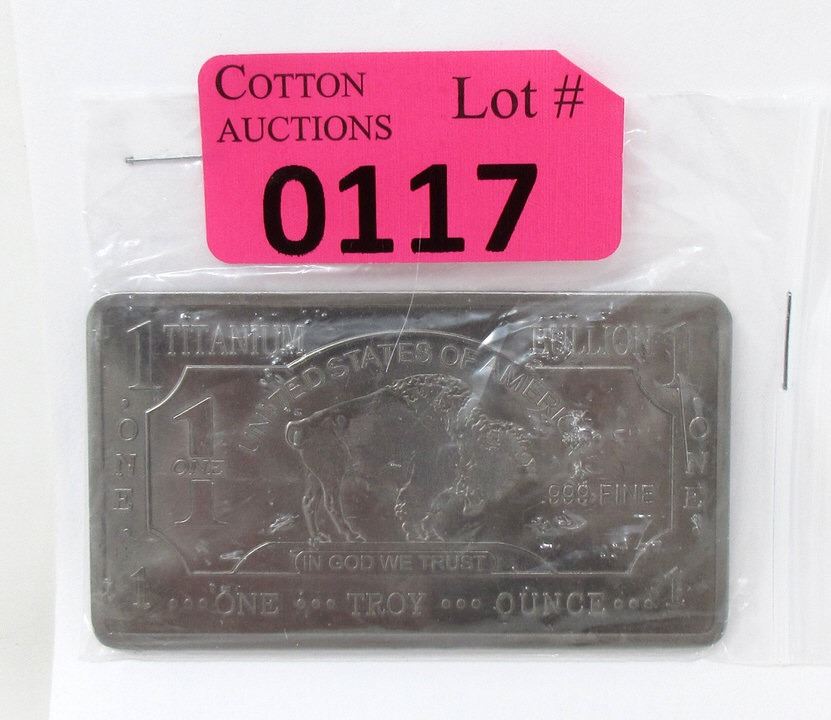 COTTON
AUCTIONS
Lot #
0117
1 TITANIUM BULLION 1
UNITED STATES OF AMERICA
ONE
1
ONE
1
ONE
.999 FINE
IN GOD WE TRUST
1 ... ONE ... TROY ... OUNCE ... 1